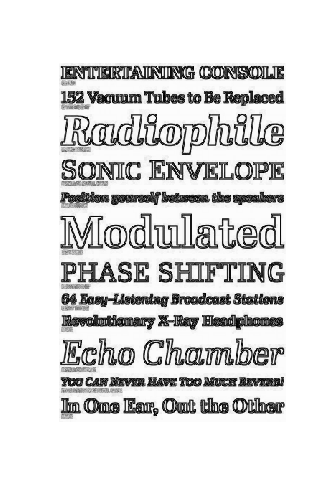 ENTERTAINING CONSOLE
152 Vacuum Tubes to Be Replaced
Radiophile
SONIC ENVELOPE
Position yourself between the speakers
Modulated
PHASE SHIFTING
64 Easy-Listening Broadcast Stations
Revolutionary X-Ray Headphones
Echo Chamber
YOU CAN NEVER HAVE TOO MUCH REVERB!
In One Ear, Out the Other